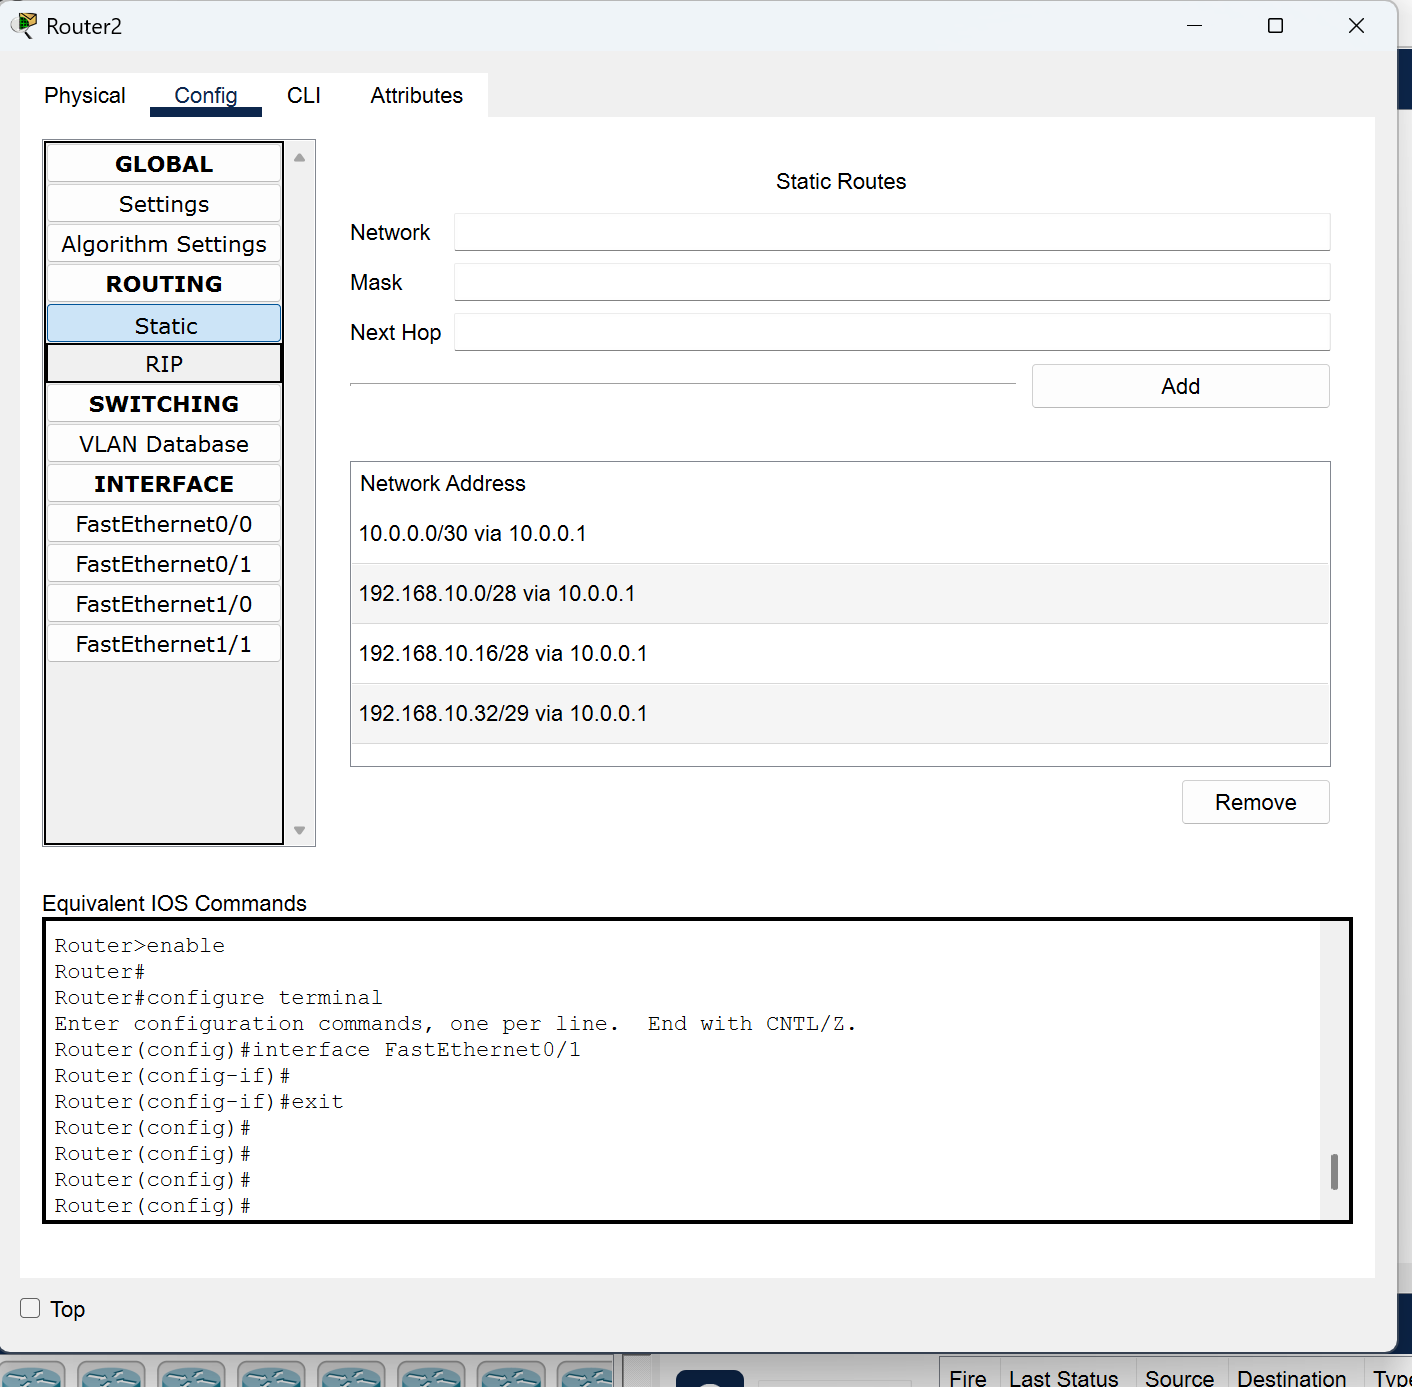 Router2
Physical Config CLI Attributes
GLOBAL
Settings
Algorithm Settings
ROUTING
Static
RIP
SWITCHING
VLAN Database
INTERFACE
FastEthernet0/0
FastEthernet0/1
FastEthernet1/0
FastEthernet1/1
Static Routes
Network
Mask
Next Hop
Add
Network Address
10.0.0.0/30 via 10.0.0.1
192.168.10.0/28 via 10.0.0.1
192.168.10.16/28 via 10.0.0.1
192.168.10.32/29 via 10.0.0.1
Remove
Equivalent IOS Commands
Router>enable
Router#
Router#configure terminal
Enter configuration commands, one per line.  End with CNTL/Z.
Router(config)#interface FastEthernet0/1
Router(config-if)#
Router(config-if)#exit
Router(config)#
Router(config)#
Router(config)#
Router(config)#
Top
Fire Last Status Source Destination Type